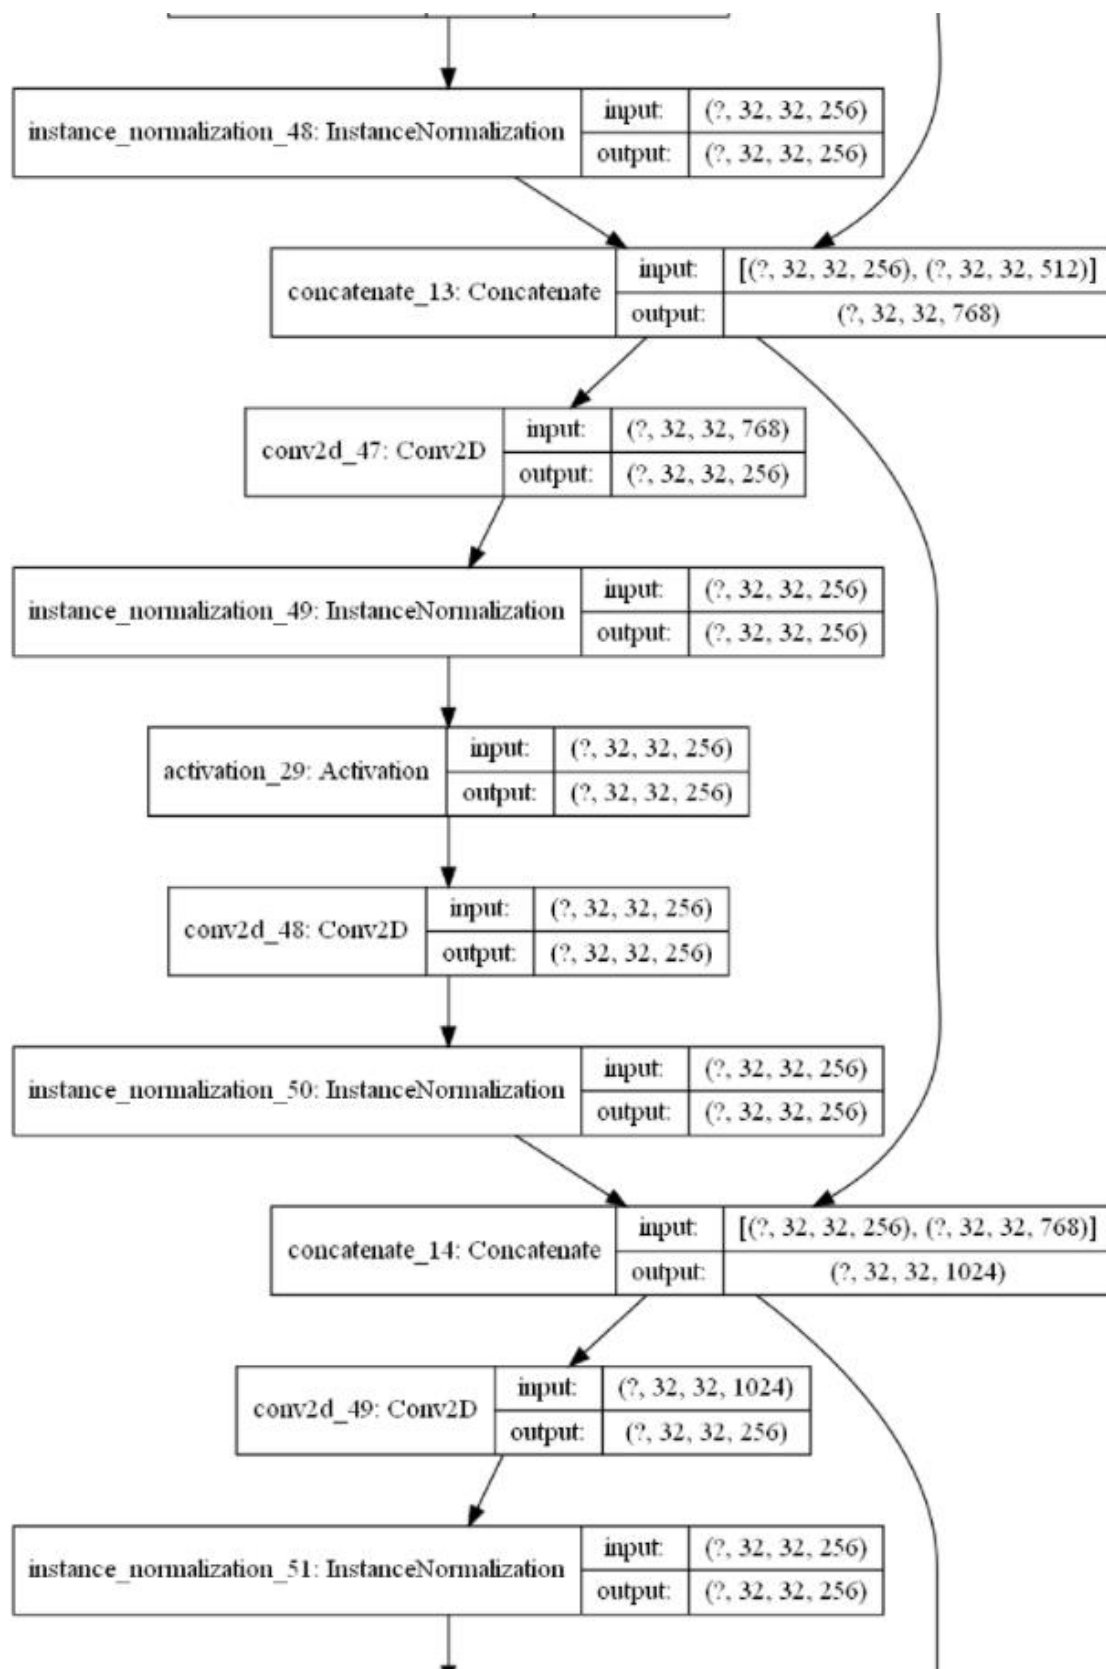 instance_normalization_48: InstanceNormalization
input: (?, 32, 32, 256)
output: (?, 32, 32, 256)
concatenate_13: Concatenate
input: [(?, 32, 32, 256), (?, 32, 32, 512)]
output: (?, 32, 32, 768)
conv2d_47: Conv2D
input: (?, 32, 32, 768)
output: (?, 32, 32, 256)
instance_normalization_49: InstanceNormalization
input: (?, 32, 32, 256)
output: (?, 32, 32, 256)
activation_29: Activation
input: (?, 32, 32, 256)
output: (?, 32, 32, 256)
conv2d_48: Conv2D
input: (?, 32, 32, 256)
output: (?, 32, 32, 256)
instance_normalization_50: InstanceNormalization
input: (?, 32, 32, 256)
output: (?, 32, 32, 256)
concatenate_14: Concatenate
input: [(?, 32, 32, 256), (?, 32, 32, 768)]
output: (?, 32, 32, 1024)
conv2d_49: Conv2D
input: (?, 32, 32, 1024)
output: (?, 32, 32, 256)
instance_normalization_51: InstanceNormalization
input: (?, 32, 32, 256)
output: (?, 32, 32, 256)